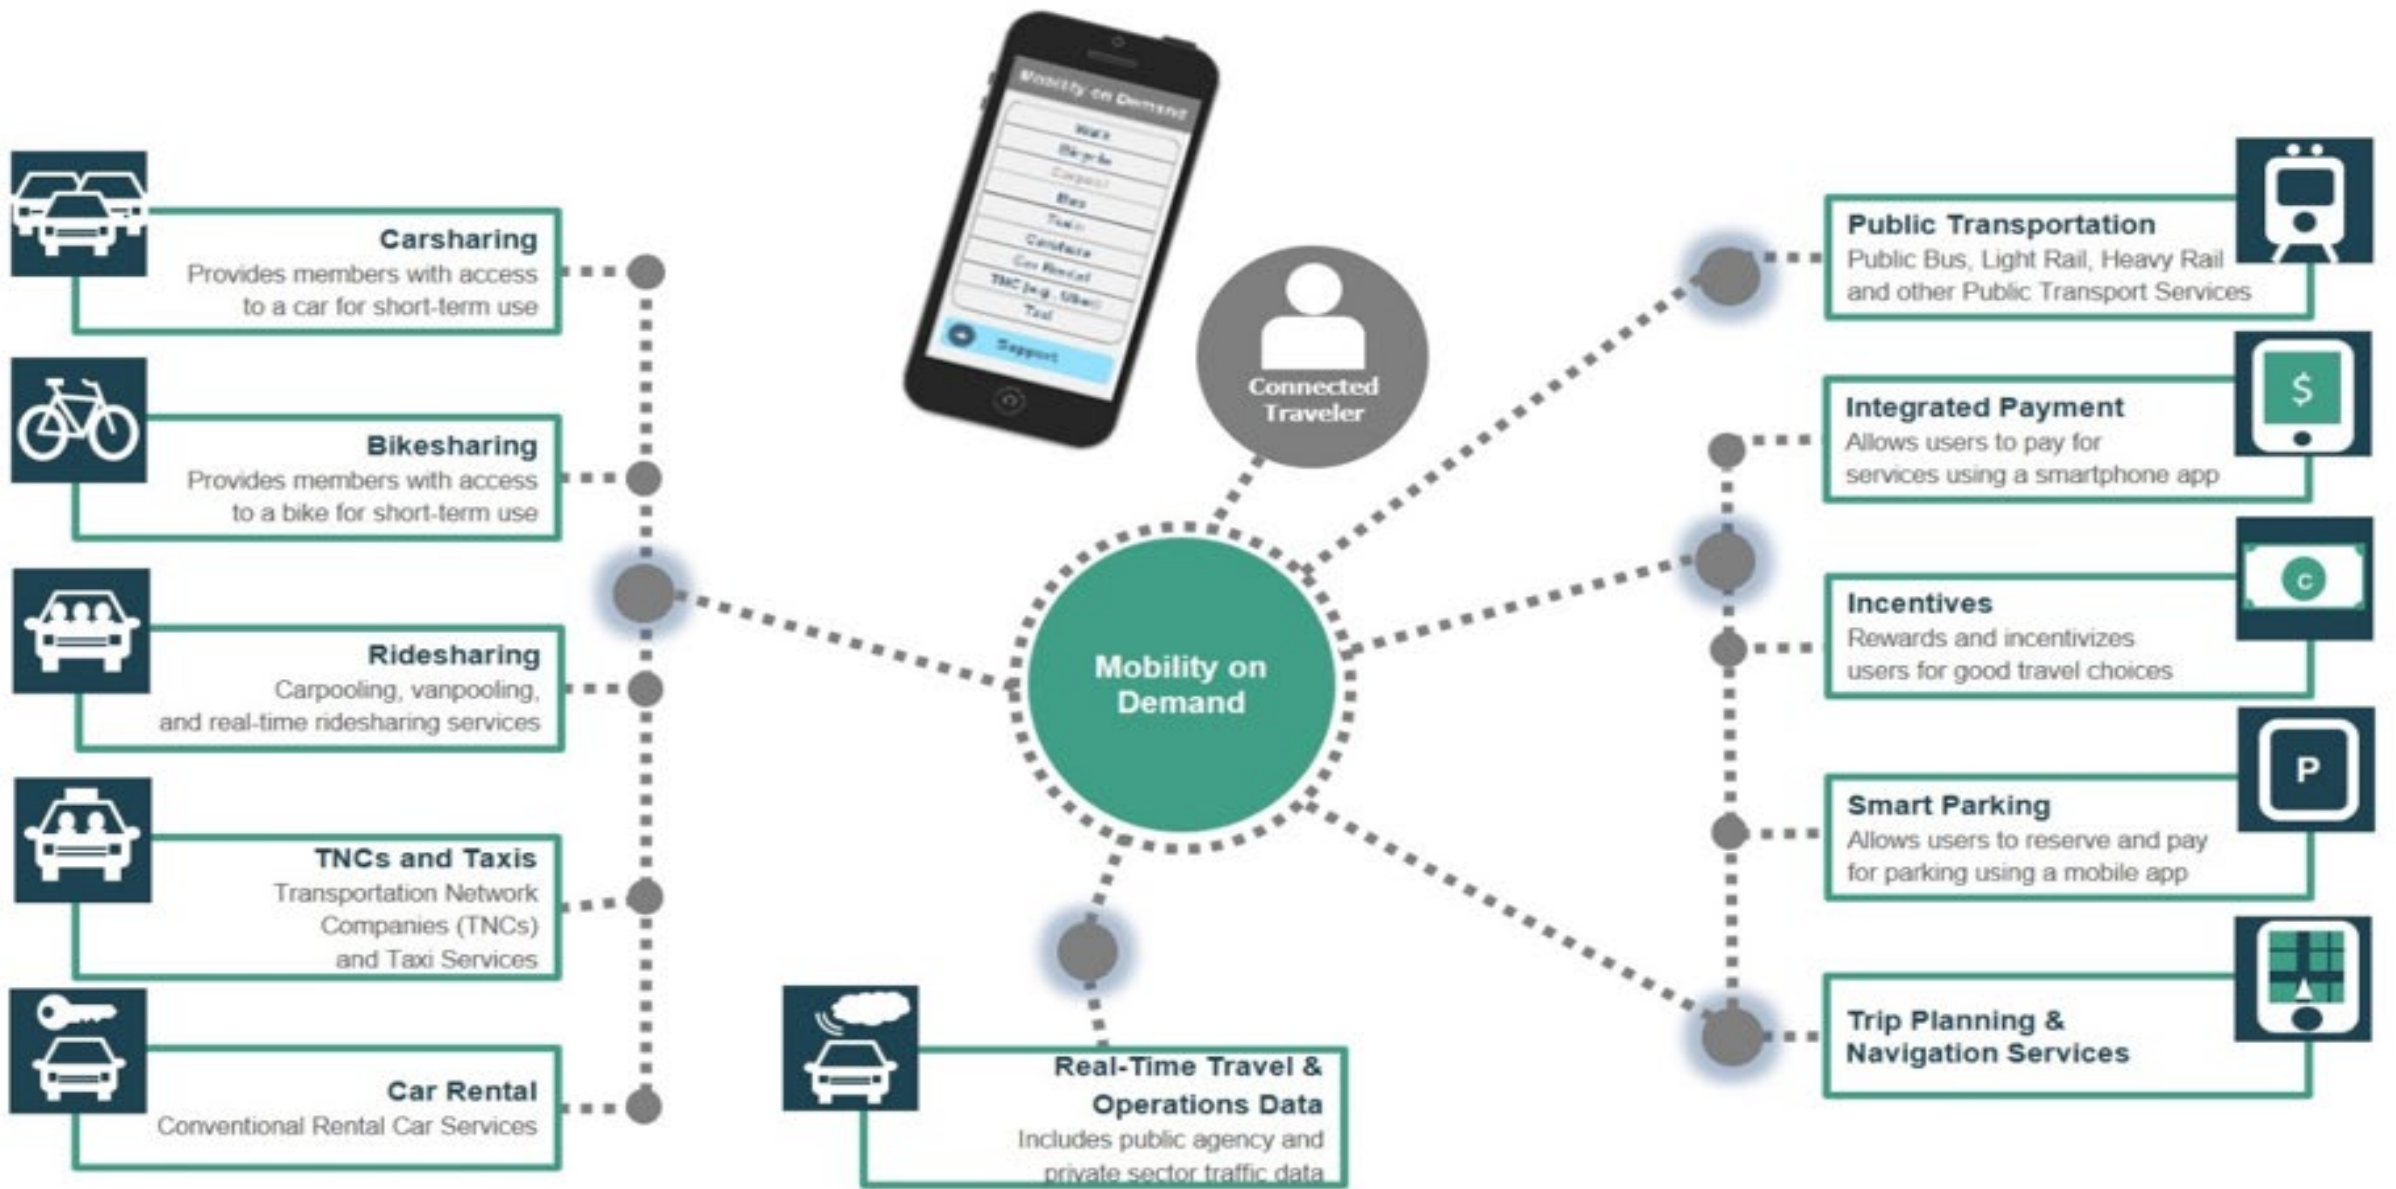 Mobility on Demand
Bicycle
Carpool
Bus
Car Rental
TNC (e.g., Uber)
Taxi
Support
Connected
Traveler
Carsharing
Provides members with access
to a car for short-term use
Bikesharing
Provides members with access
to a bike for short-term use
Ridesharing
Carpooling, vanpooling,
and real-time ridesharing services
TNCs and Taxis
Transportation Network
Companies (TNCs)
and Taxi Services
Car Rental
Conventional Rental Car Services
Mobility on
Demand
Real-Time Travel &
Operations Data
Includes public agency and
private sector traffic data
Public Transportation
Public Bus, Light Rail, Heavy Rail
and other Public Transport Services
Integrated Payment
Allows users to pay for
services using a smartphone app
$
Incentives
Rewards and incentivizes
users for good travel choices
C
Smart Parking
Allows users to reserve and pay
for parking using a mobile app
P
Trip Planning &
Navigation Services